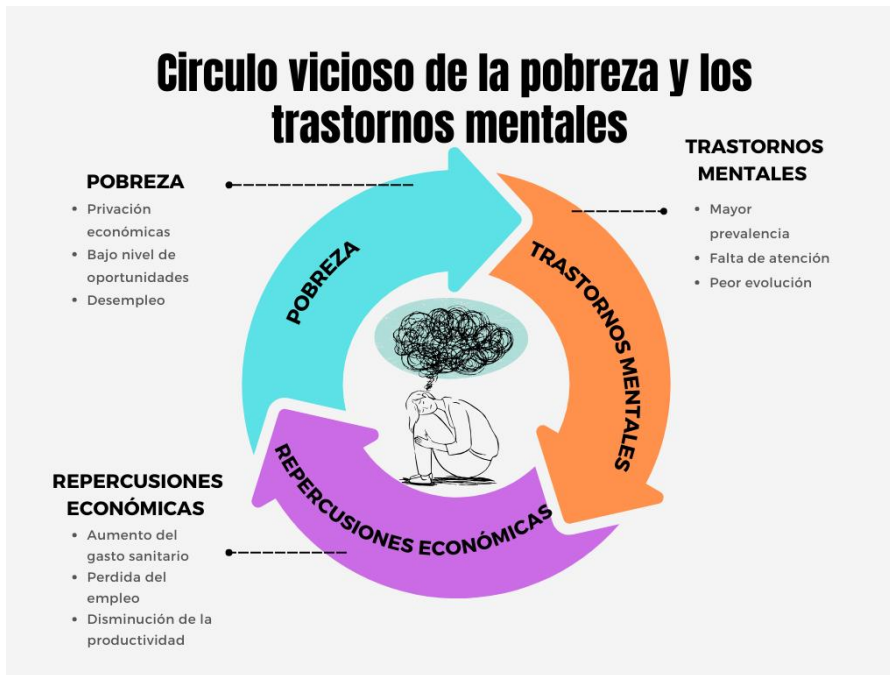 Circulo vicioso de la pobreza y los
trastornos mentales
POBREZA
• Privación
económicas
• Bajo nivel de
oportunidades
• Desempleo
TRASTORNOS
MENTALES
• Mayor
prevalencia
• Falta de atención
• Peor evolución
POBREZA
TRASTORNOS MENTALES
REPERCUSIONES ECONÓMICAS
REPERCUSIONES
ECONÓMICAS
• Aumento del
gasto sanitario
• Perdida del
empleo
• Disminución de la
productividad